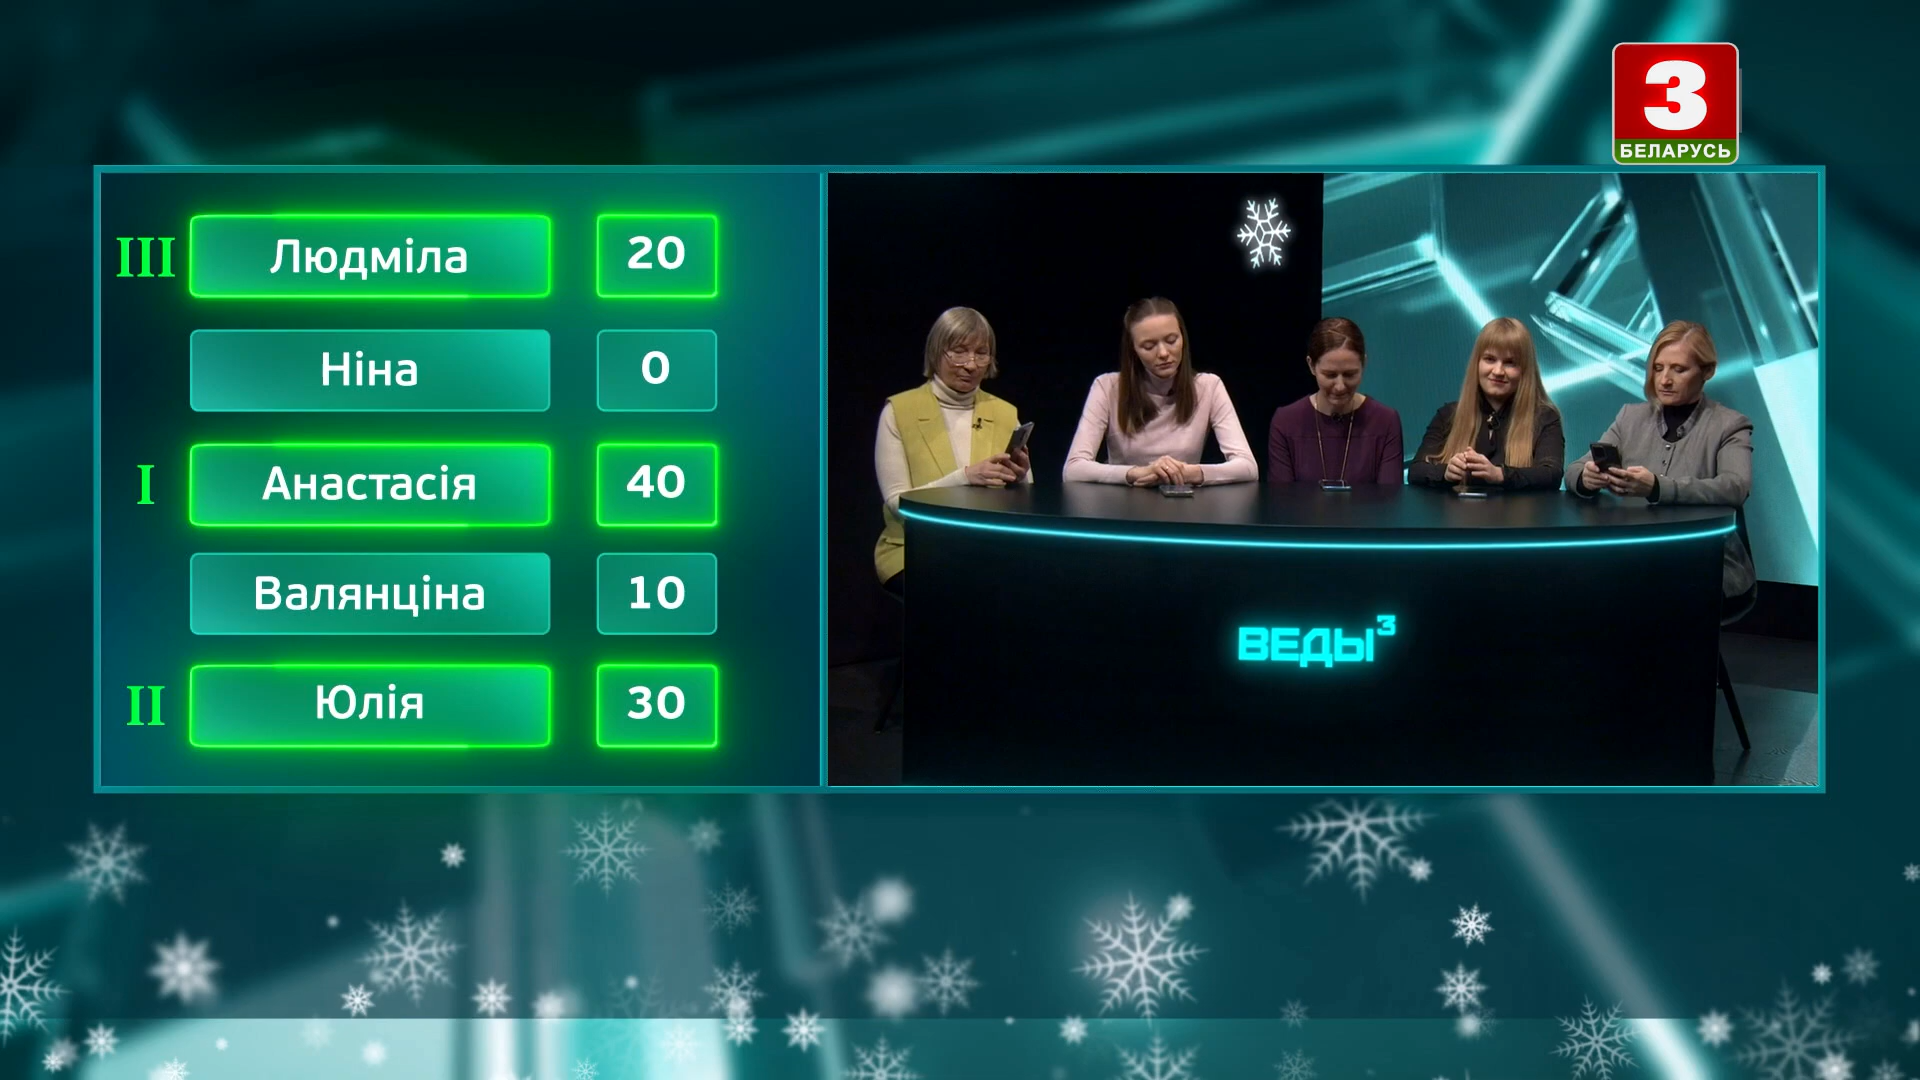 3
БЕЛАРУСЬ
III Людміла 20
Ніна 0
I Анастасія 40
Валянціна 10
II Юлія 30
ВЕДЫ³